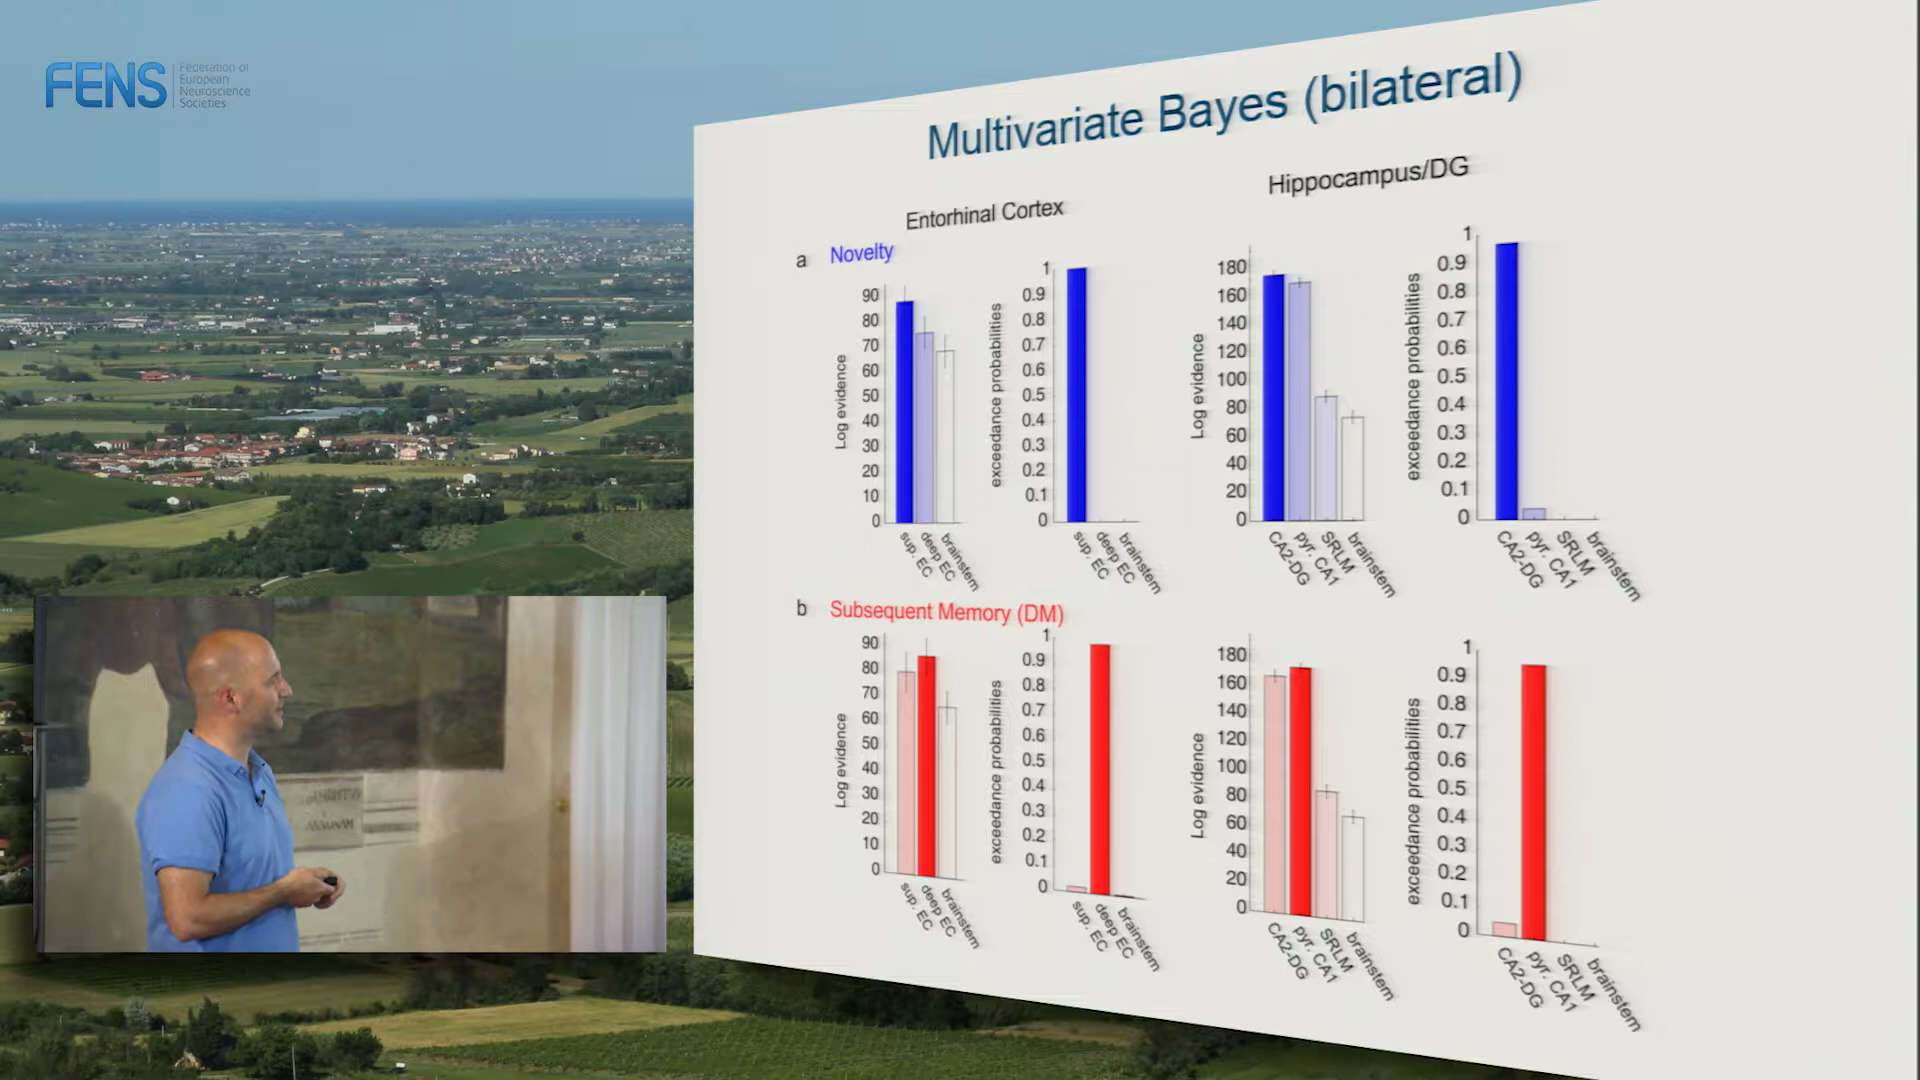 FENS
Federation of
European
Neuroscience
Societies
Multivariate Bayes (bilateral)
Entorhinal Cortex
Hippocampus/DG
a Novelty
Log evidence
90
80
70
60
50
40
30
20
10
0
sup. EC
deep EC
brainstem
exceedance probabilities
1
0.9
0.8
0.7
0.6
0.5
0.4
0.3
0.2
0.1
0
sup. EC
deep EC
brainstem
Log evidence
180
160
140
120
100
80
60
40
20
0
CA2-DG
pyr. CA1
SRLM
brainstem
exceedance probabilities
1
0.9
0.8
0.7
0.6
0.5
0.4
0.3
0.2
0.1
0
CA2-DG
pyr. CA1
SRLM
brainstem
b Subsequent Memory (DM)
Log evidence
90
80
70
60
50
40
30
20
10
0
sup. EC
deep EC
brainstem
exceedance probabilities
1
0.9
0.8
0.7
0.6
0.5
0.4
0.3
0.2
0.1
0
sup. EC
deep EC
brainstem
Log evidence
180
160
140
120
100
80
60
40
20
0
CA2-DG
pyr. CA1
SRLM
brainstem
exceedance probabilities
1
0.9
0.8
0.7
0.6
0.5
0.4
0.3
0.2
0.1
0
CA2-DG
pyr. CA1
SRLM
brainstem